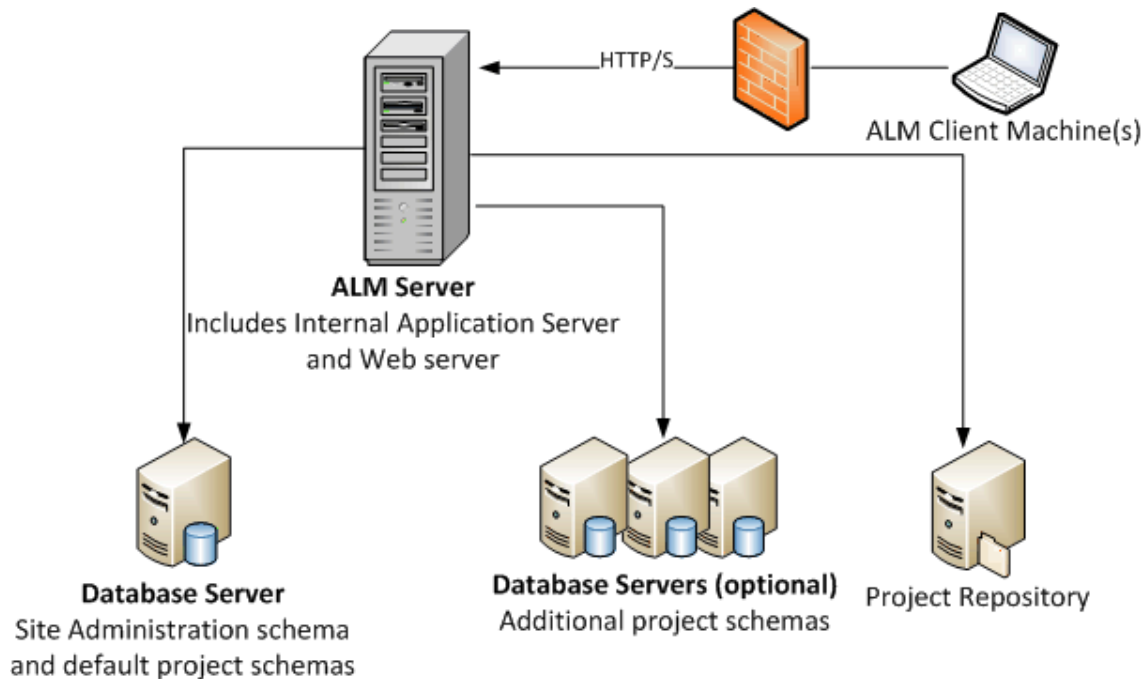 HTTP/S
ALM Client Machine(s)
ALM Server
Includes Internal Application Server
and Web server
Database Server
Site Administration schema
and default project schemas
Database Servers (optional)
Additional project schemas
Project Repository